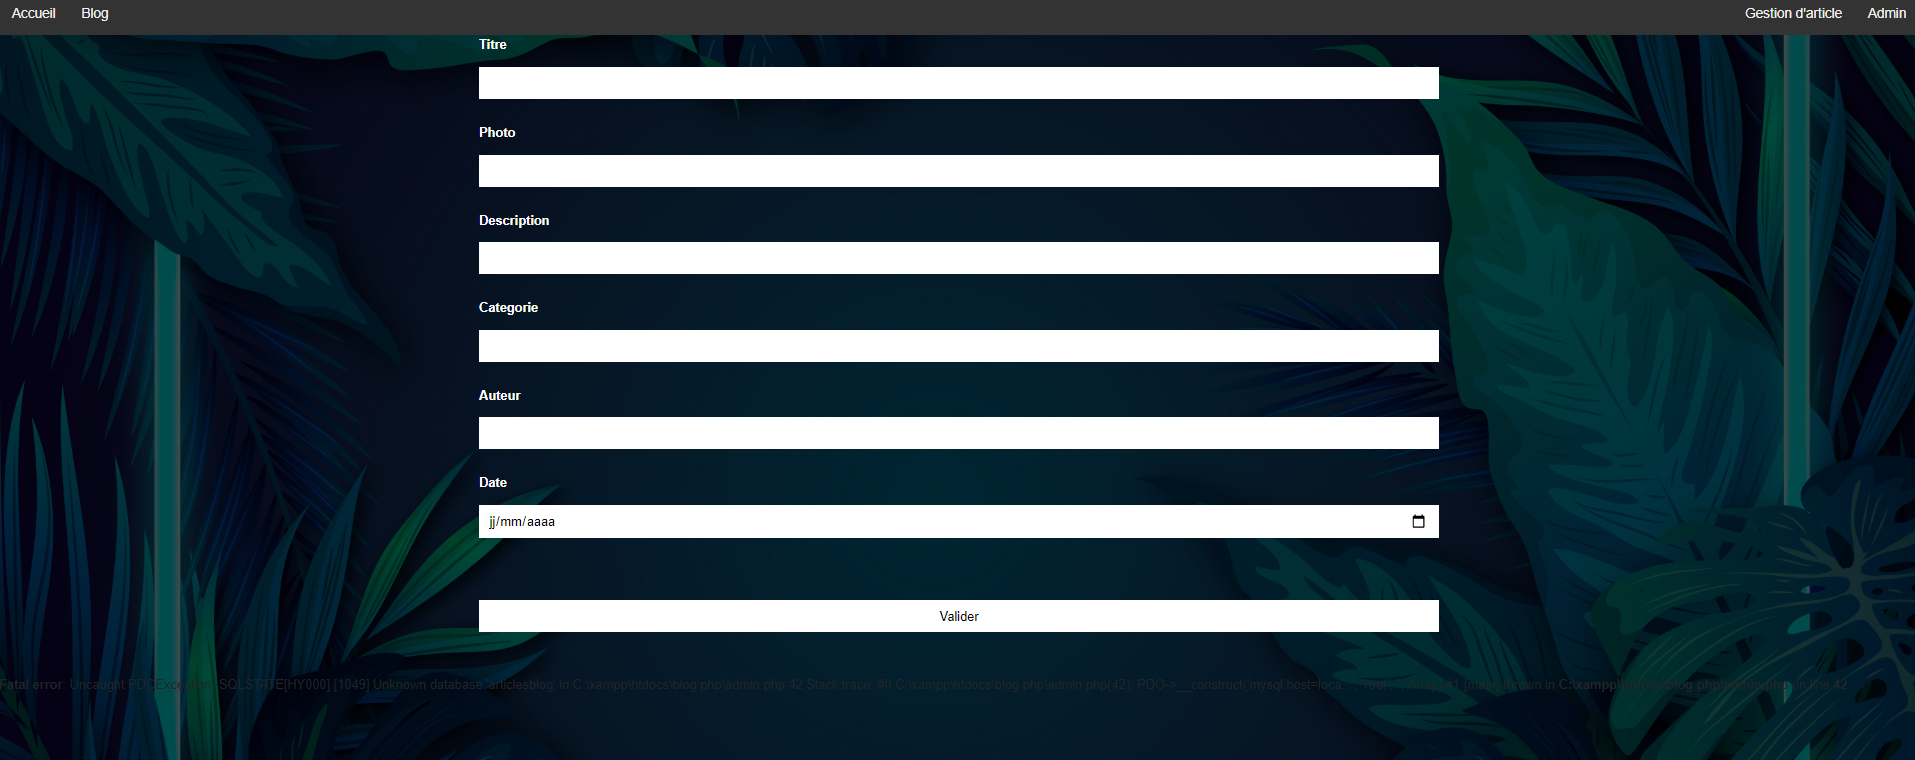 Accueil Blog Gestion d'article Admin
Titre
Photo
Description
Categorie
Auteur
Date
jj/mm/aaaa
Valider
Fatal error: Uncaught PDOException: SQLSTATE[HY000] [1049] Unknown database 'articlesblog' in C:\xampp\htdocs\blog php\admin.php:42 Stack trace: #0 C:\xampp\htdocs\blog php\admin.php(42): PDO->__construct('mysql:host=loca... 'root', #1 {main} thrown in C:\xampp\htdocs\blog php\admin.php on line 42